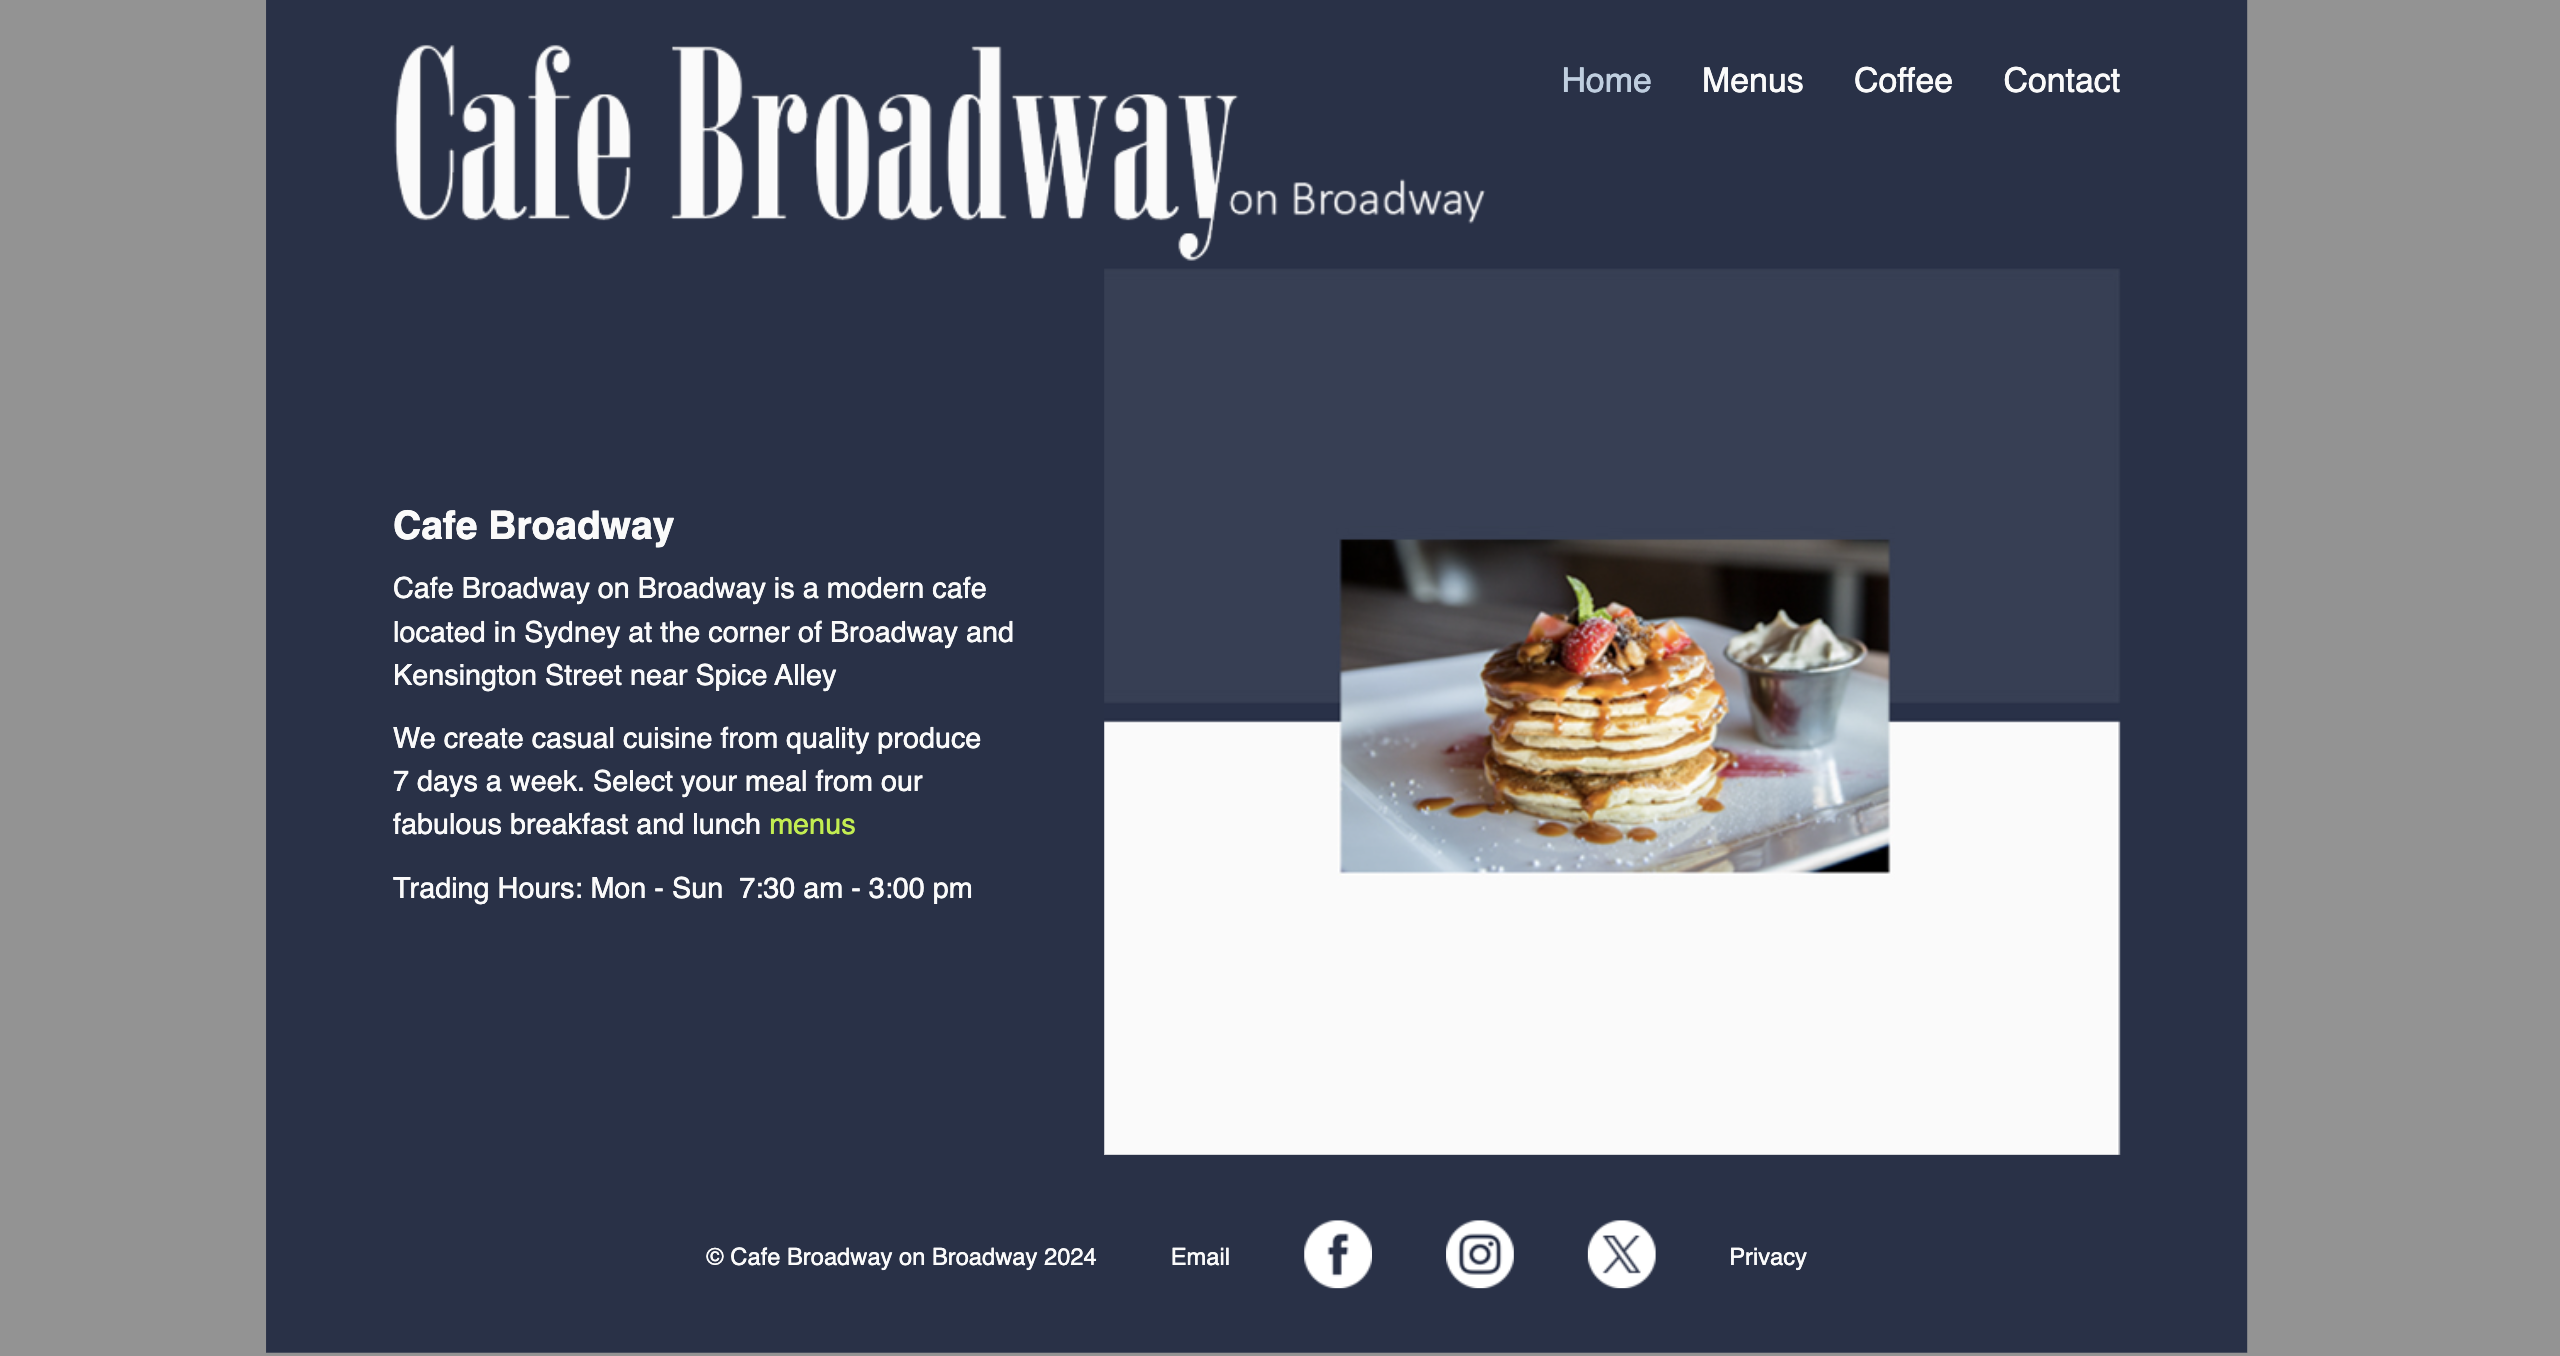 Cafe Broadway on Broadway
Home Menus Coffee Contact
Cafe Broadway
Cafe Broadway on Broadway is a modern cafe
located in Sydney at the corner of Broadway and
Kensington Street near Spice Alley
We create casual cuisine from quality produce
7 days a week. Select your meal from our
fabulous breakfast and lunch menus
Trading Hours: Mon - Sun  7:30 am - 3:00 pm
© Cafe Broadway on Broadway 2024 Email Privacy